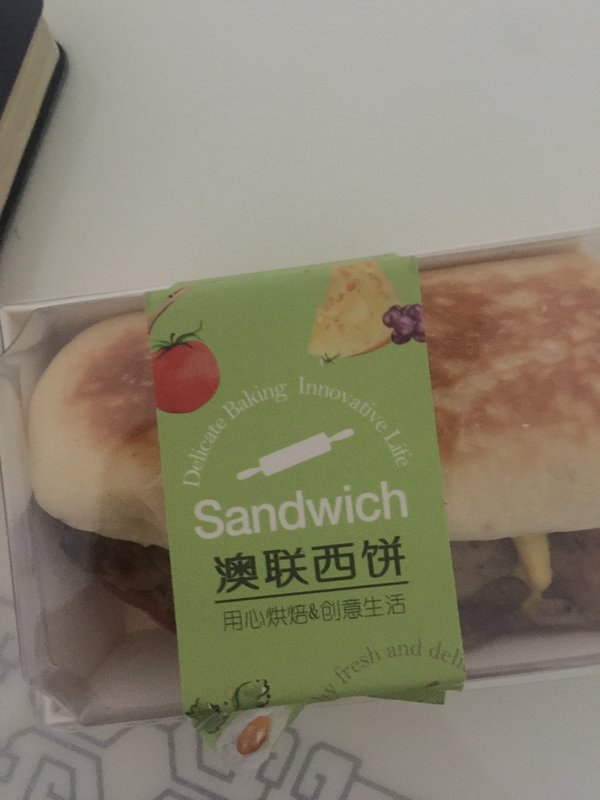 Delicate Baking Innovative Life
Sandwich
澳联西饼
用心烘焙&创意生活
fresh and